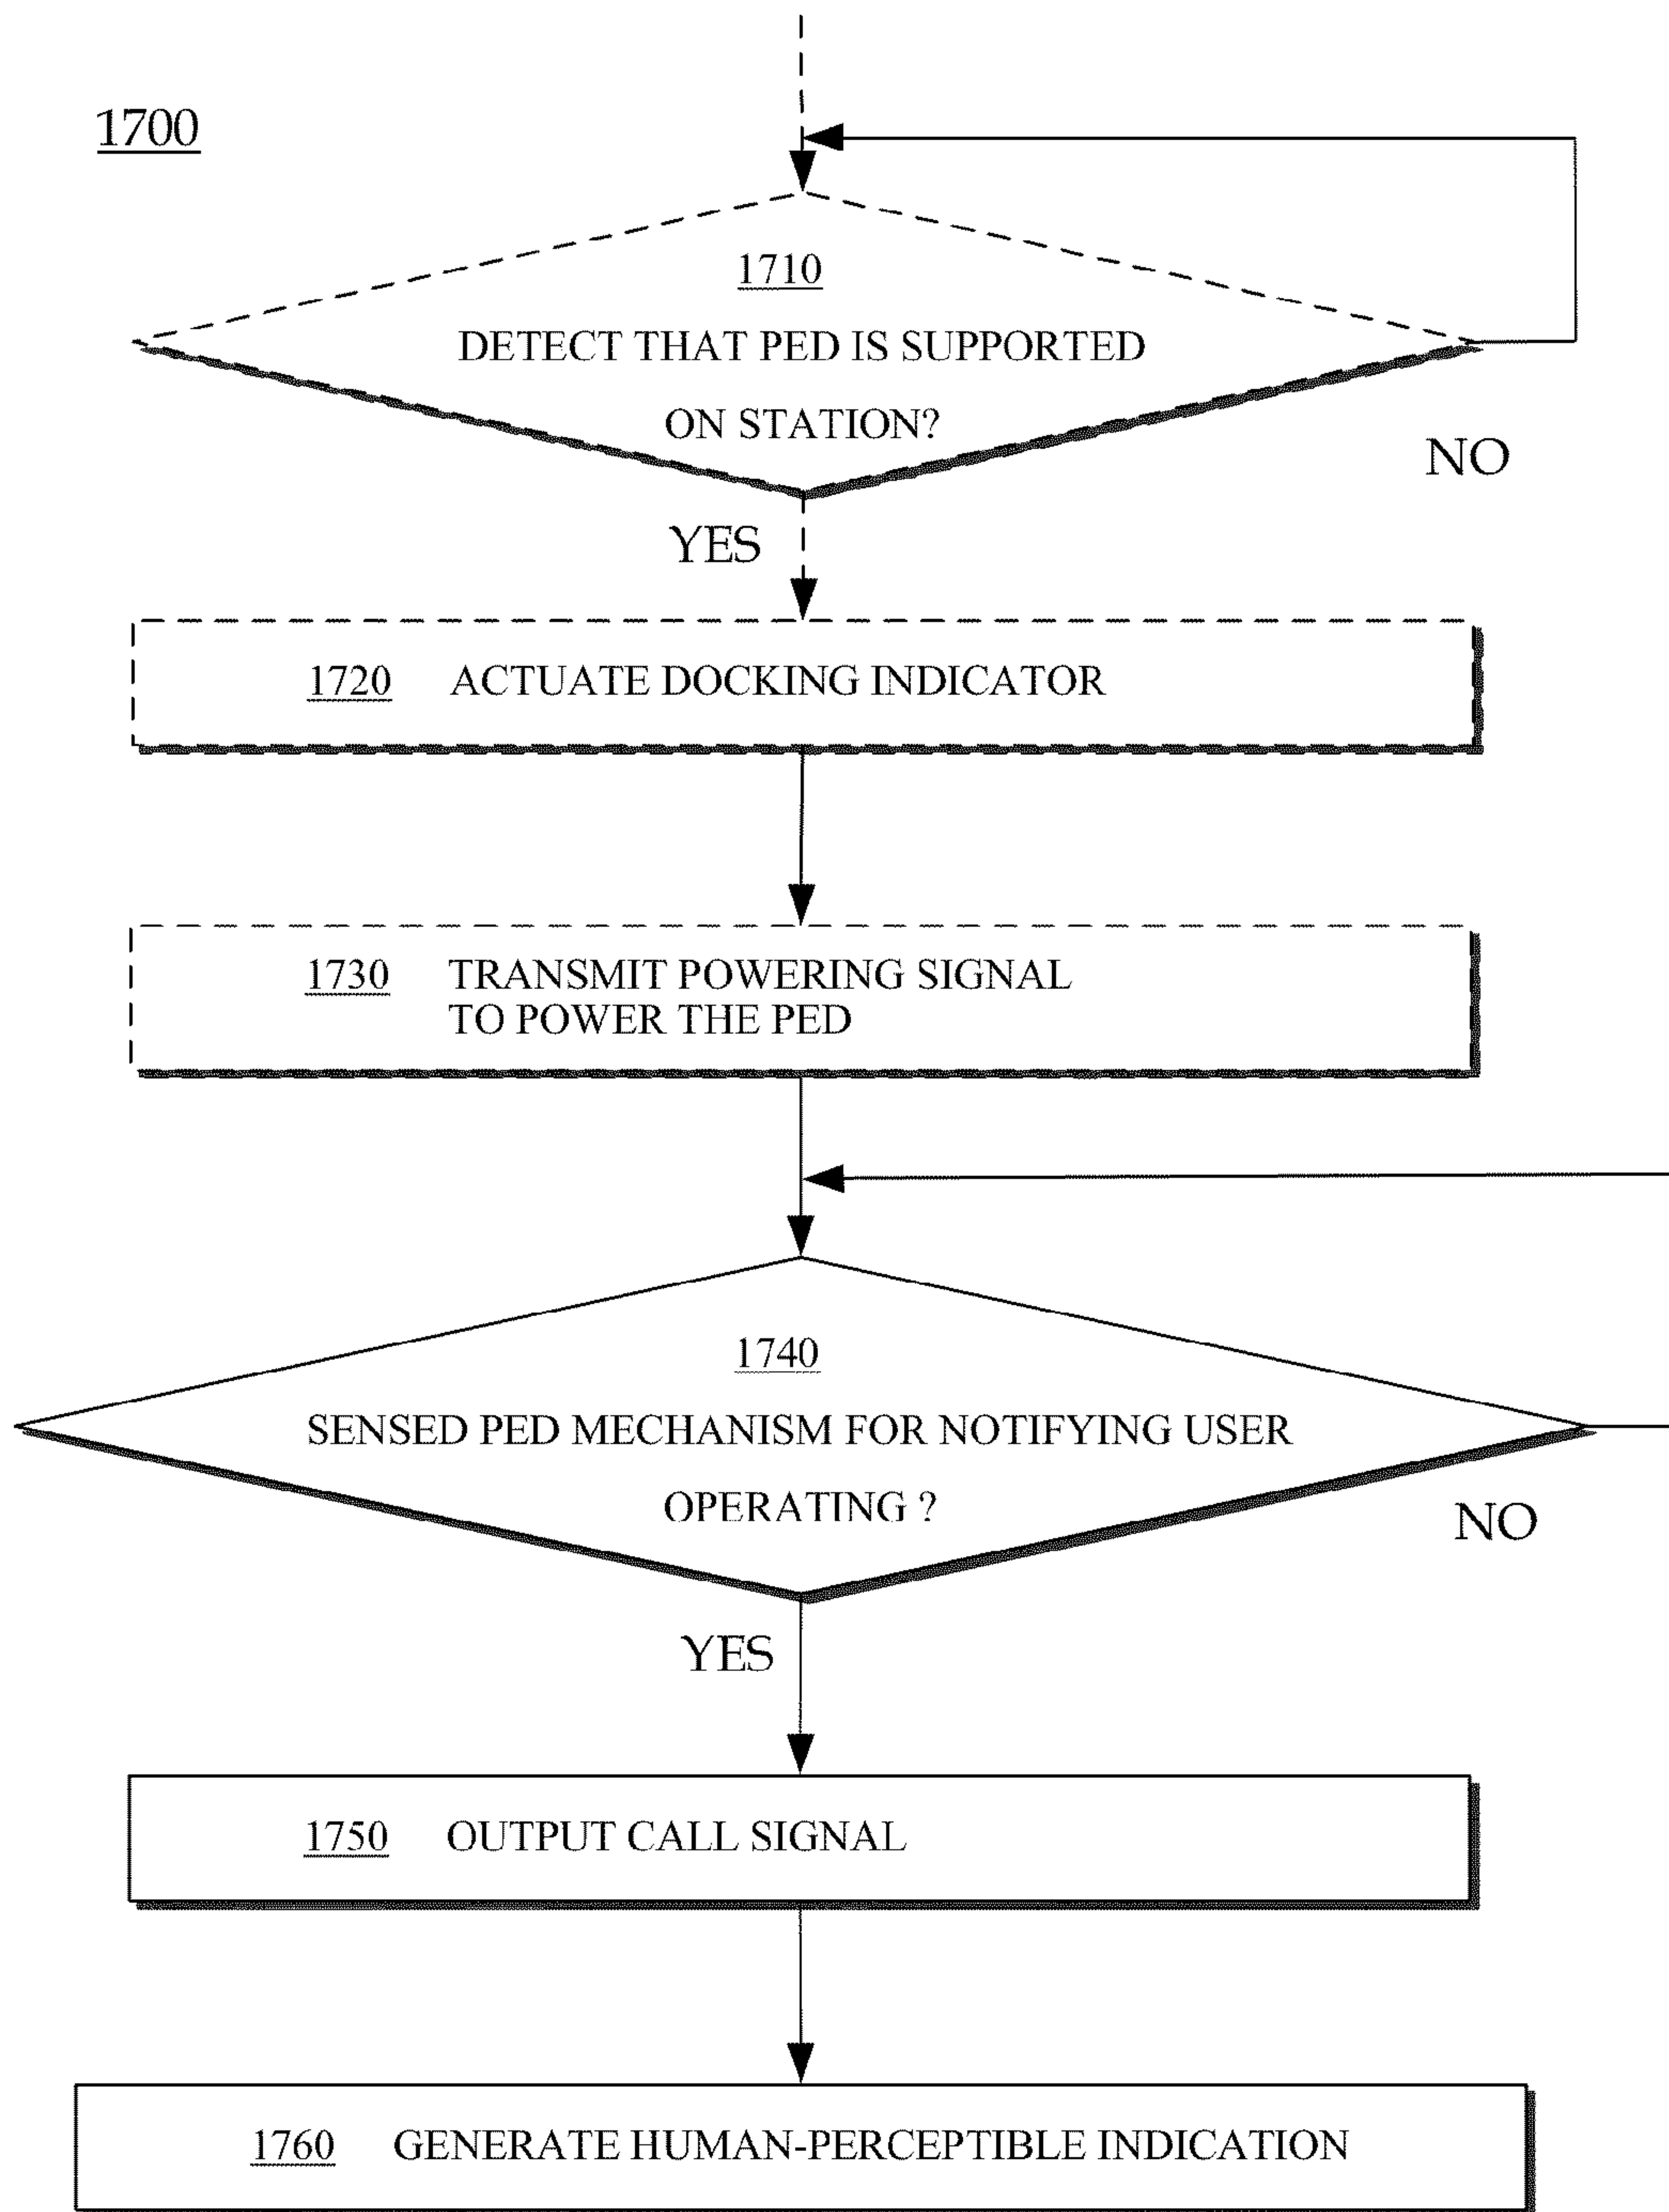 1700
1710
DETECT THAT PED IS SUPPORTED
ON STATION?
NO
YES
1720 ACTUATE DOCKING INDICATOR
1730 TRANSMIT POWERING SIGNAL
TO POWER THE PED
1740
SENSED PED MECHANISM FOR NOTIFYING USER
OPERATING ?
NO
YES
1750 OUTPUT CALL SIGNAL
1760 GENERATE HUMAN-PERCEPTIBLE INDICATION